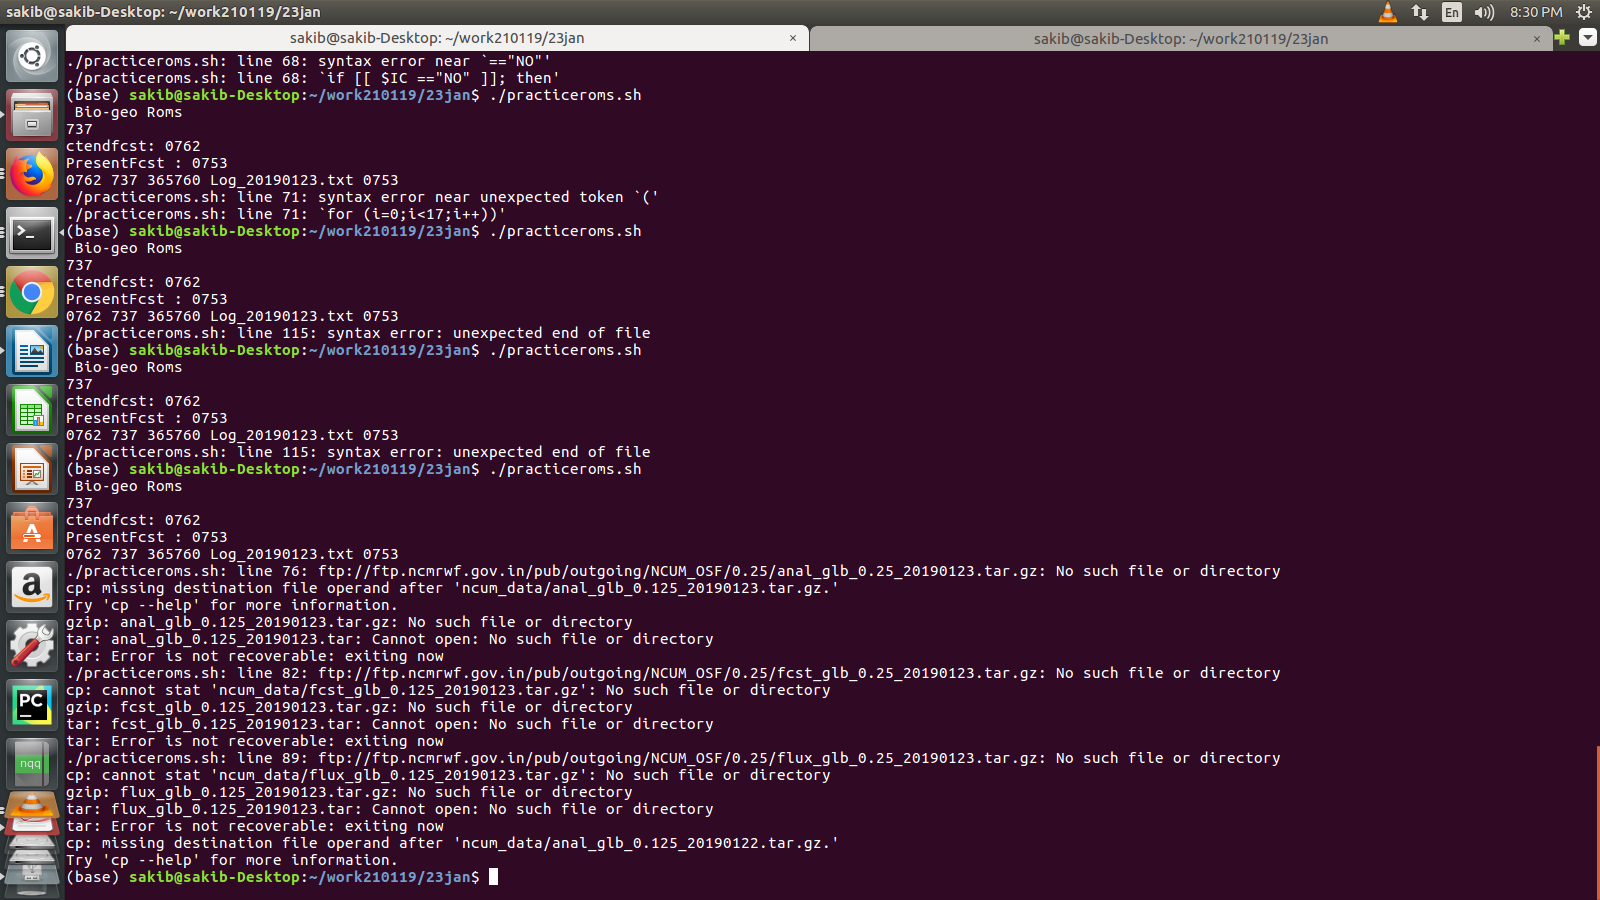 sakib@sakib-Desktop: ~/work210119/23jan
En
8:30 PM
sakib@sakib-Desktop: ~/work210119/23jan ×
sakib@sakib-Desktop: ~/work210119/23jan ×
./practiceroms.sh: line 68: syntax error near `=="NO"'
./practiceroms.sh: line 68: `if [[ $IC =="NO" ]]; then'
(base) sakib@sakib-Desktop:~/work210119/23jan$ ./practiceroms.sh
Bio-geo Roms
737
ctendfcst: 0762
PresentFcst : 0753
0762 737 365760 Log_20190123.txt 0753
./practiceroms.sh: line 71: syntax error near unexpected token `('
./practiceroms.sh: line 71: `for (i=0;i<17;i++))'
(base) sakib@sakib-Desktop:~/work210119/23jan$ ./practiceroms.sh
Bio-geo Roms
737
ctendfcst: 0762
PresentFcst : 0753
0762 737 365760 Log_20190123.txt 0753
./practiceroms.sh: line 115: syntax error: unexpected end of file
(base) sakib@sakib-Desktop:~/work210119/23jan$ ./practiceroms.sh
Bio-geo Roms
737
ctendfcst: 0762
PresentFcst : 0753
0762 737 365760 Log_20190123.txt 0753
./practiceroms.sh: line 115: syntax error: unexpected end of file
(base) sakib@sakib-Desktop:~/work210119/23jan$ ./practiceroms.sh
Bio-geo Roms
737
ctendfcst: 0762
PresentFcst : 0753
0762 737 365760 Log_20190123.txt 0753
./practiceroms.sh: line 76: ftp://ftp.ncmrwf.gov.in/pub/outgoing/NCUM_OSF/0.25/anal_glb_0.25_20190123.tar.gz: No such file or directory
cp: missing destination file operand after 'ncum_data/anal_glb_0.125_20190123.tar.gz.'
Try 'cp --help' for more information.
gzip: anal_glb_0.125_20190123.tar.gz: No such file or directory
tar: anal_glb_0.125_20190123.tar: Cannot open: No such file or directory
tar: Error is not recoverable: exiting now
./practiceroms.sh: line 82: ftp://ftp.ncmrwf.gov.in/pub/outgoing/NCUM_OSF/0.25/fcst_glb_0.25_20190123.tar.gz: No such file or directory
cp: cannot stat 'ncum_data/fcst_glb_0.125_20190123.tar.gz': No such file or directory
gzip: fcst_glb_0.125_20190123.tar.gz: No such file or directory
tar: fcst_glb_0.125_20190123.tar: Cannot open: No such file or directory
tar: Error is not recoverable: exiting now
./practiceroms.sh: line 89: ftp://ftp.ncmrwf.gov.in/pub/outgoing/NCUM_OSF/0.25/flux_glb_0.25_20190123.tar.gz: No such file or directory
cp: cannot stat 'ncum_data/flux_glb_0.125_20190123.tar.gz': No such file or directory
gzip: flux_glb_0.125_20190123.tar.gz: No such file or directory
tar: flux_glb_0.125_20190123.tar: Cannot open: No such file or directory
tar: Error is not recoverable: exiting now
cp: missing destination file operand after 'ncum_data/anal_glb_0.125_20190122.tar.gz.'
Try 'cp --help' for more information.
(base) sakib@sakib-Desktop:~/work210119/23jan$
>_
A
a
PC
nqq